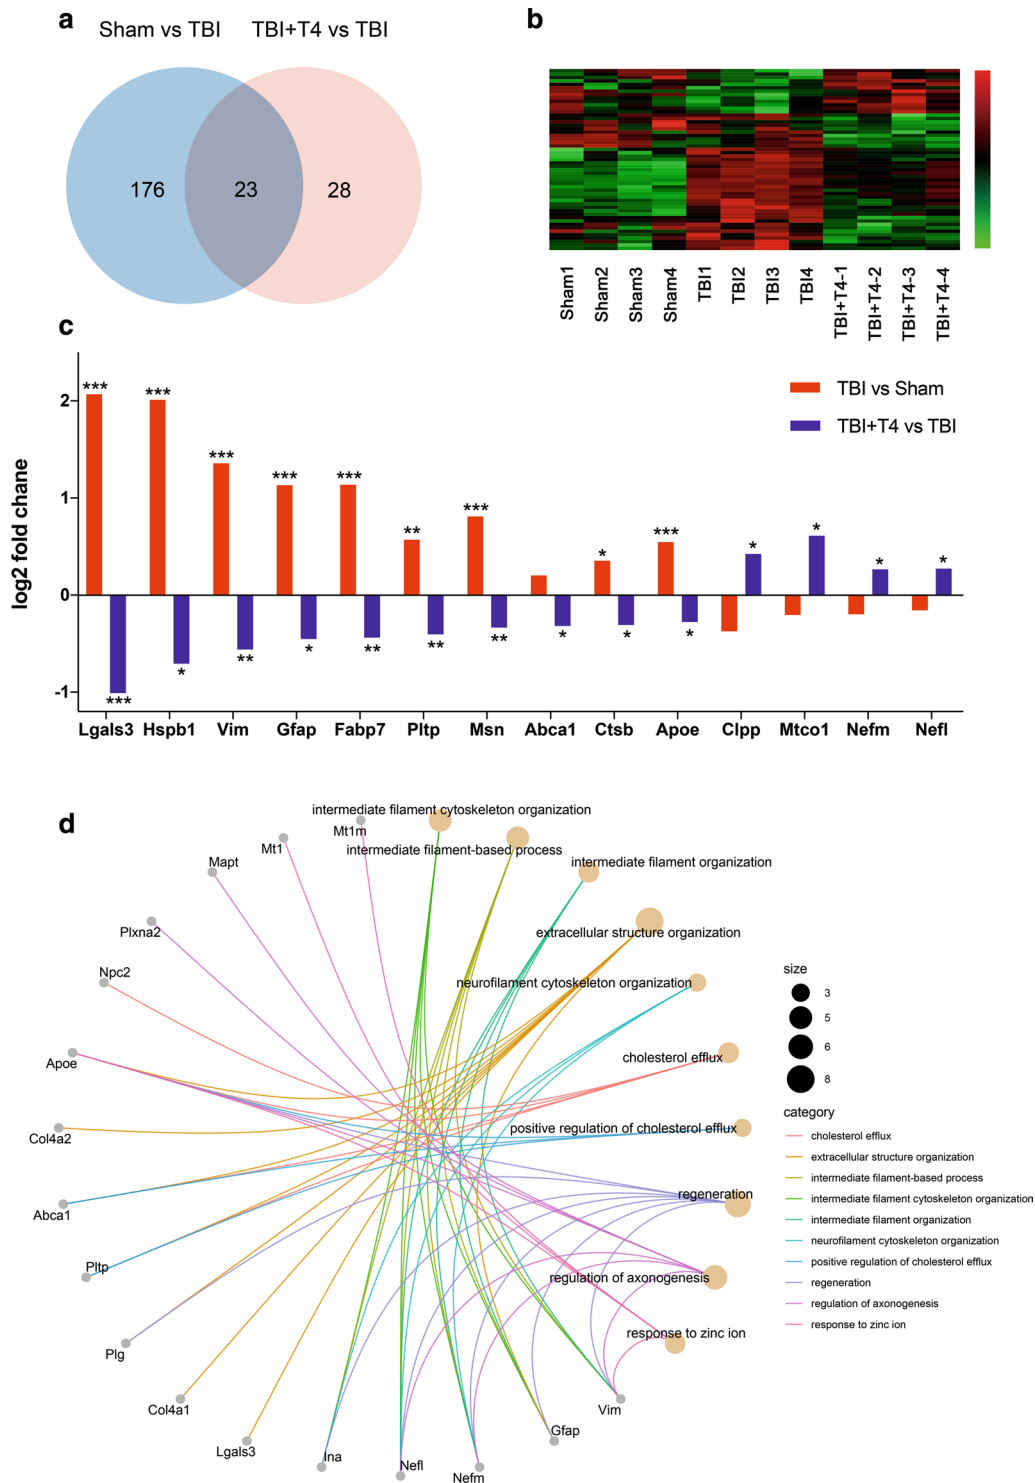 a
Sham vs TBI
TBI+T4 vs TBI
176
23
28
b
Sham1
Sham2
Sham3
Sham4
TBI1
TBI2
TBI3
TBI4
TBI+T4-1
TBI+T4-2
TBI+T4-3
TBI+T4-4
c
log2 fold chane
2
1
0
-1
TBI vs Sham
TBI+T4 vs TBI
***
***
***
***
***
**
***
*
***
*
*
*
*
***
*
**
*
**
**
**
*
*
*
Lgals3 Hspb1 Vim Gfap Fabp7 Pltp Msn Abca1 Ctsb Apoe Clpp Mtco1 Nefm Nefl
d
intermediate filament cytoskeleton organization
intermediate filament-based process
intermediate filament organization
extracellular structure organization
neurofilament cytoskeleton organization
cholesterol efflux
positive regulation of cholesterol efflux
regeneration
regulation of axonogenesis
response to zinc ion
Mt1m
Mt1
Mapt
Plxna2
Npc2
Apoe
Col4a2
Abca1
Pltp
Plg
Col4a1
Lgals3
Ina
Nefl
Nefm
Gfap
Vim
size
3
5
6
8
category
cholesterol efflux
extracellular structure organization
intermediate filament-based process
intermediate filament cytoskeleton organization
intermediate filament organization
neurofilament cytoskeleton organization
positive regulation of cholesterol efflux
regeneration
regulation of axonogenesis
response to zinc ion